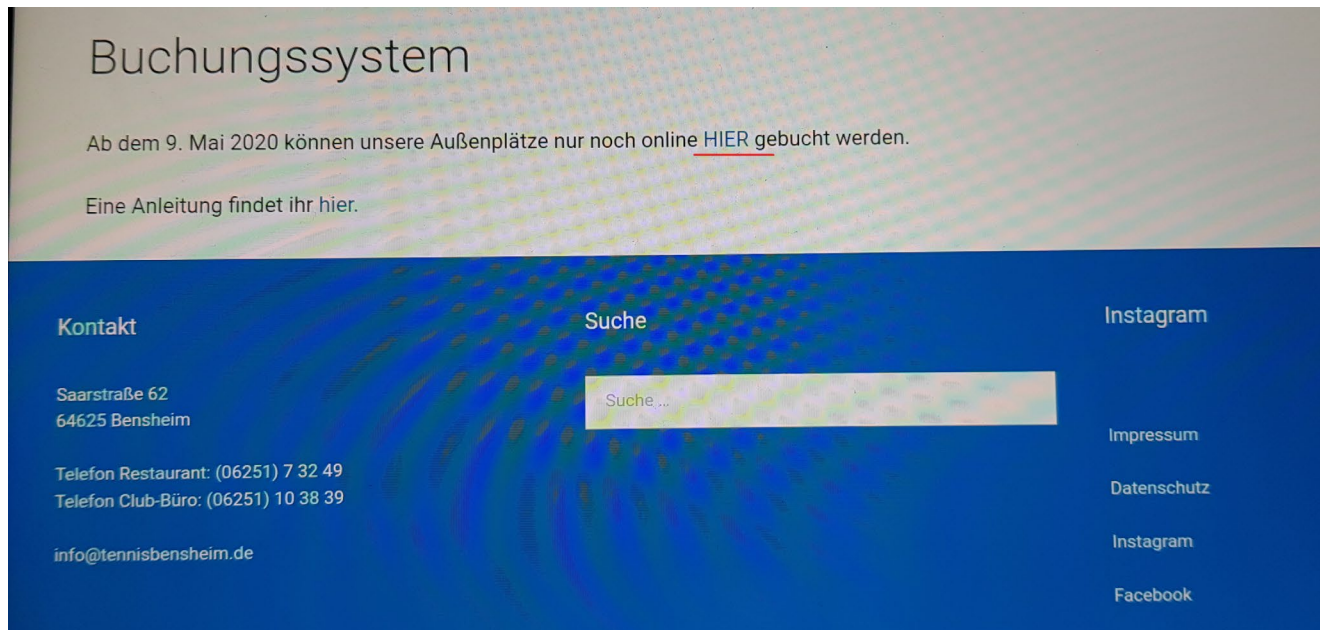 Buchungssystem
Ab dem 9. Mai 2020 können unsere Außenplätze nur noch online HIER gebucht werden.
Eine Anleitung findet ihr hier.
Kontakt
Saarstraße 62
64625 Bensheim
Telefon Restaurant: (06251) 7 32 49
Telefon Club-Büro: (06251) 10 38 39
info@tennisbensheim.de
Suche
Suche ...
Instagram
Impressum
Datenschutz
Instagram
Facebook